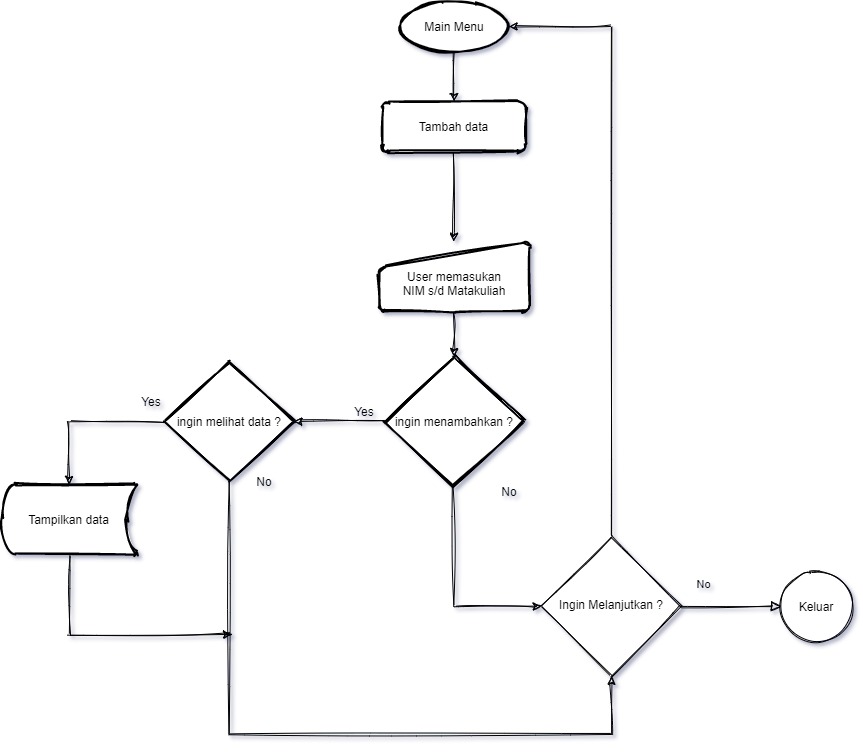 Main Menu
Tambah data
User memasukan
NIM s/d Matakuliah
Yes
Yes
ingin melihat data ?
ingin menambahkan ?
No
No
Tampilkan data
No
Ingin Melanjutkan ?
Keluar